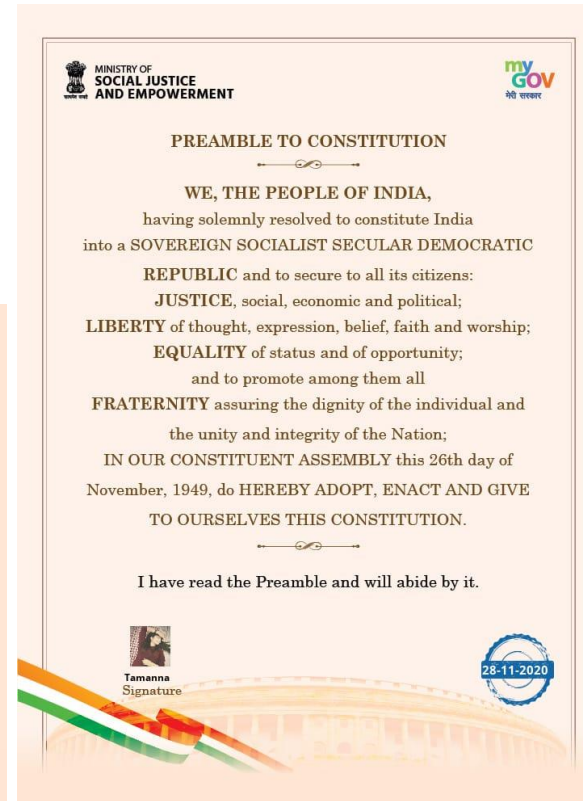 MINISTRY OF
SOCIAL JUSTICE
AND EMPOWERMENT
my
GOV
मेरी सरकार
PREAMBLE TO CONSTITUTION
WE, THE PEOPLE OF INDIA,
having solemnly resolved to constitute India
into a SOVEREIGN SOCIALIST SECULAR DEMOCRATIC
REPUBLIC and to secure to all its citizens:
JUSTICE, social, economic and political;
LIBERTY of thought, expression, belief, faith and worship;
EQUALITY of status and of opportunity;
and to promote among them all
FRATERNITY assuring the dignity of the individual and
the unity and integrity of the Nation;
IN OUR CONSTITUENT ASSEMBLY this 26th day of
November, 1949, do HEREBY ADOPT, ENACT AND GIVE
TO OURSELVES THIS CONSTITUTION.
I have read the Preamble and will abide by it.
Tamanna
Signature
28-11-2020